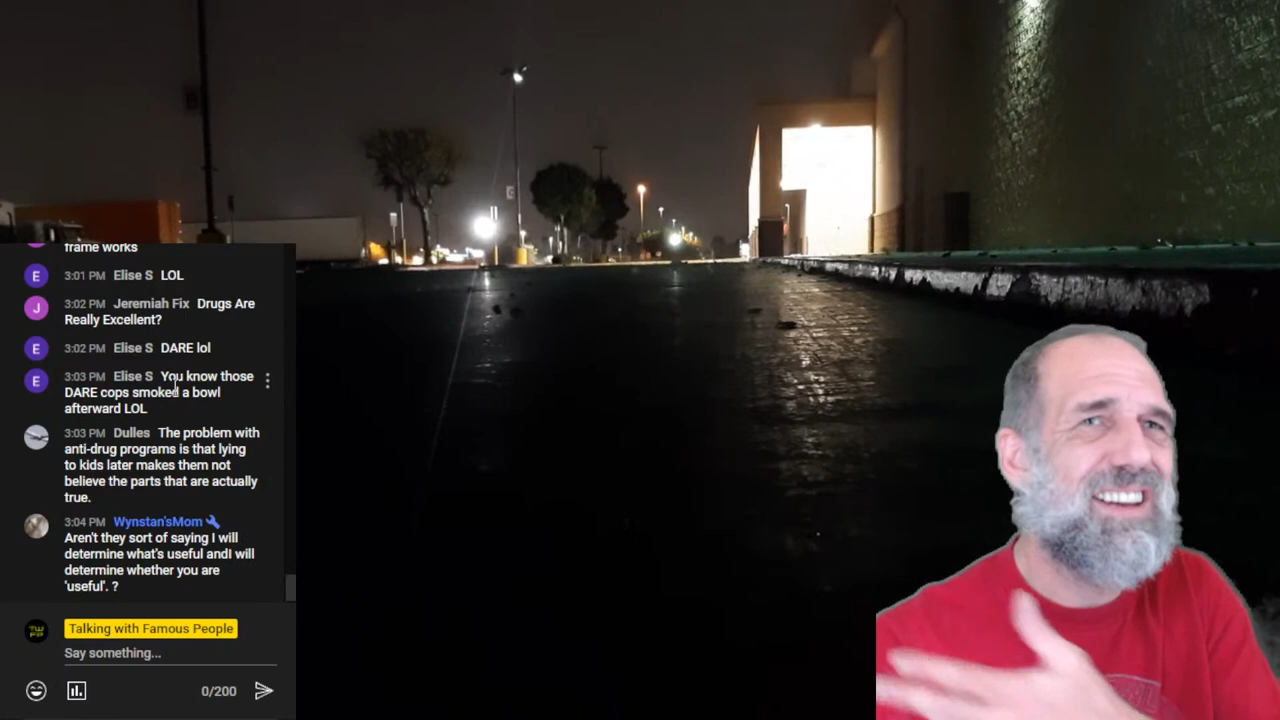 frame works
E 3:01 PM Elise S LOL
J 3:02 PM Jeremiah Fix Drugs Are
Really Excellent?
E 3:02 PM Elise S DARE lol
3:03 PM Elise S You know those
E DARE cops smoked a bowl
afterward LOL
3:03 PM Dulles The problem with
anti-drug programs is that lying
to kids later makes them not
believe the parts that are actually
true.
3:04 PM Wynstan'sMom
Aren't they sort of saying I will
determine what's useful andI will
determine whether you are
'useful'. ?
TWFP Talking with Famous People
Say something...
0/200